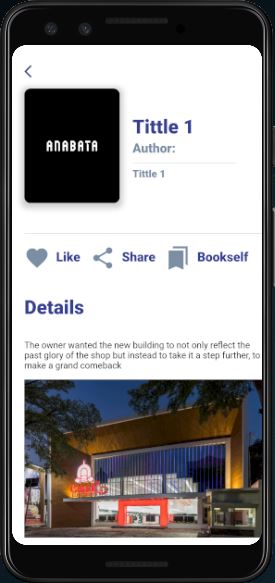 ANABATA
Tittle 1
Author:
Tittle 1
Like
Share
Bookself
Details
The owner wanted the new building to not only reflect the
past glory of the shop but instead to take it a step further, to
make a grand comeback